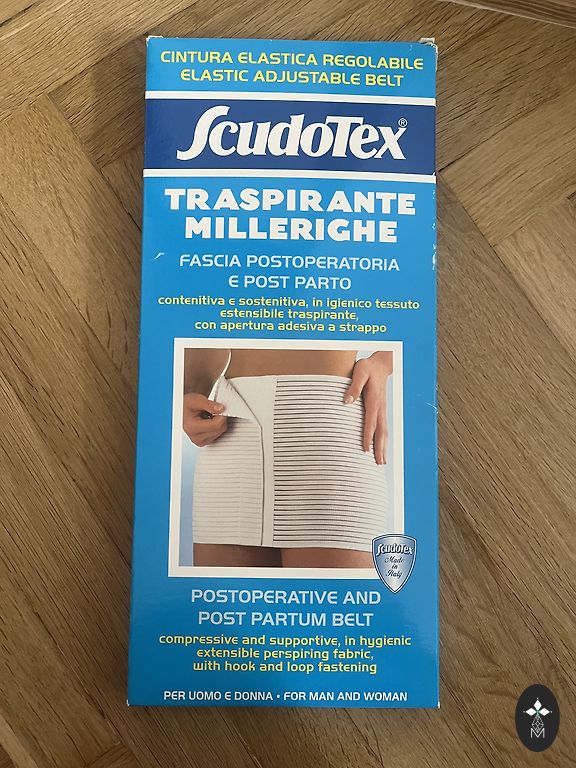 CINTURA ELASTICA REGOLABILE
ELASTIC ADJUSTABLE BELT
ScudoTex®
TRASPIRANTE
MILLERIGHE
FASCIA POSTOPERATORIA
E POST PARTO
contenitiva e sostenitiva, in igienico tessuto
estensibile traspirante,
con apertura adesiva a strappo
ScudoTex
Made
in
Italy
POSTOPERATIVE AND
POST PARTUM BELT
compressive and supportive, in hygienic
extensible perspiring fabric,
with hook and loop fastening
PER UOMO E DONNA • FOR MAN AND WOMAN
M